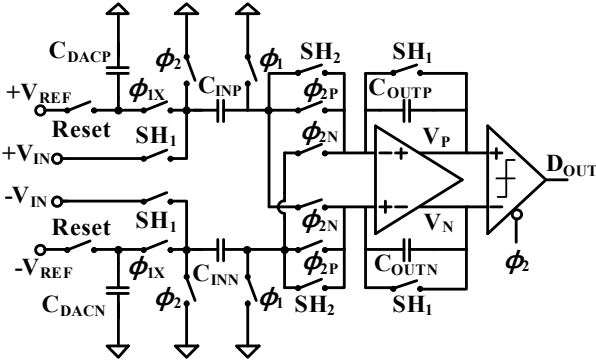 C_DACP
ϕ2
C_INP
ϕ1
SH2
SH1
+V_REF
ϕ1X
ϕ2P
C_OUTP
Reset
+V_IN
SH1
ϕ2N
V_P
− +
+
D_OUT
-V_IN
SH1
+ −
V_N
−
Reset
ϕ2N
-V_REF
ϕ1X
C_INN
ϕ2P
C_OUTN
ϕ2
C_DACN
ϕ2
ϕ1
SH2
SH1